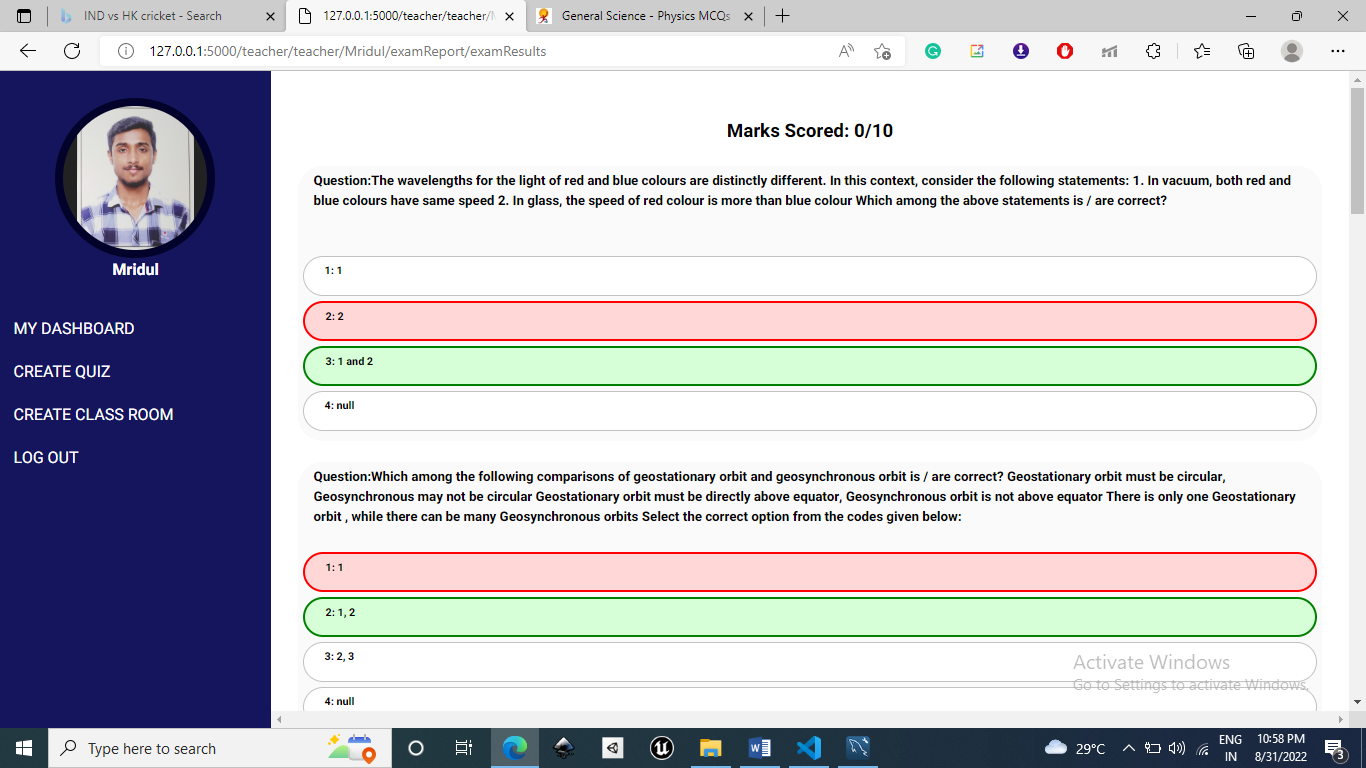 IND vs HK cricket - Search
127.0.0.1:5000/teacher/teacher/
General Science - Physics MCQs
127.0.0.1:5000/teacher/teacher/Mridul/examReport/examResults
Mridul
MY DASHBOARD
CREATE QUIZ
CREATE CLASS ROOM
LOG OUT
Marks Scored: 0/10
Question:The wavelengths for the light of red and blue colours are distinctly different. In this context, consider the following statements: 1. In vacuum, both red and
blue colours have same speed 2. In glass, the speed of red colour is more than blue colour Which among the above statements is / are correct?
1: 1
2: 2
3: 1 and 2
4: null
Question:Which among the following comparisons of geostationary orbit and geosynchronous orbit is / are correct? Geostationary orbit must be circular,
Geosynchronous may not be circular Geostationary orbit must be directly above equator, Geosynchronous orbit is not above equator There is only one Geostationary
orbit , while there can be many Geosynchronous orbits Select the correct option from the codes given below:
1: 1
2: 1, 2
3: 2, 3
4: null
Activate Windows
Go to Settings to activate Windows.
Type here to search
29°C
ENG
IN
10:58 PM
8/31/2022
3